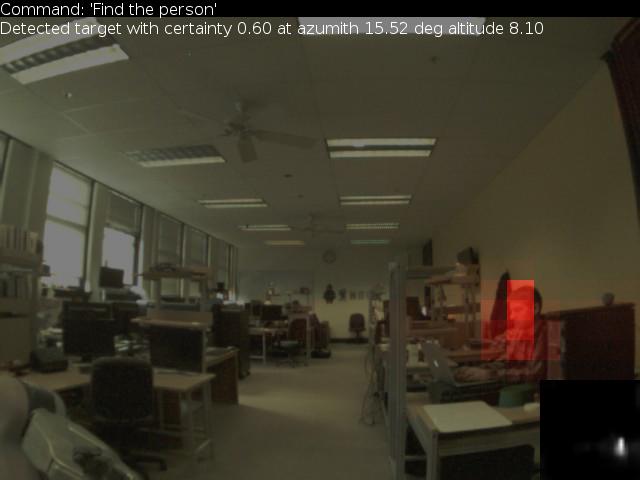 Command: 'Find the person'
Detected target with certainty 0.60 at azumith 15.52 deg altitude 8.10